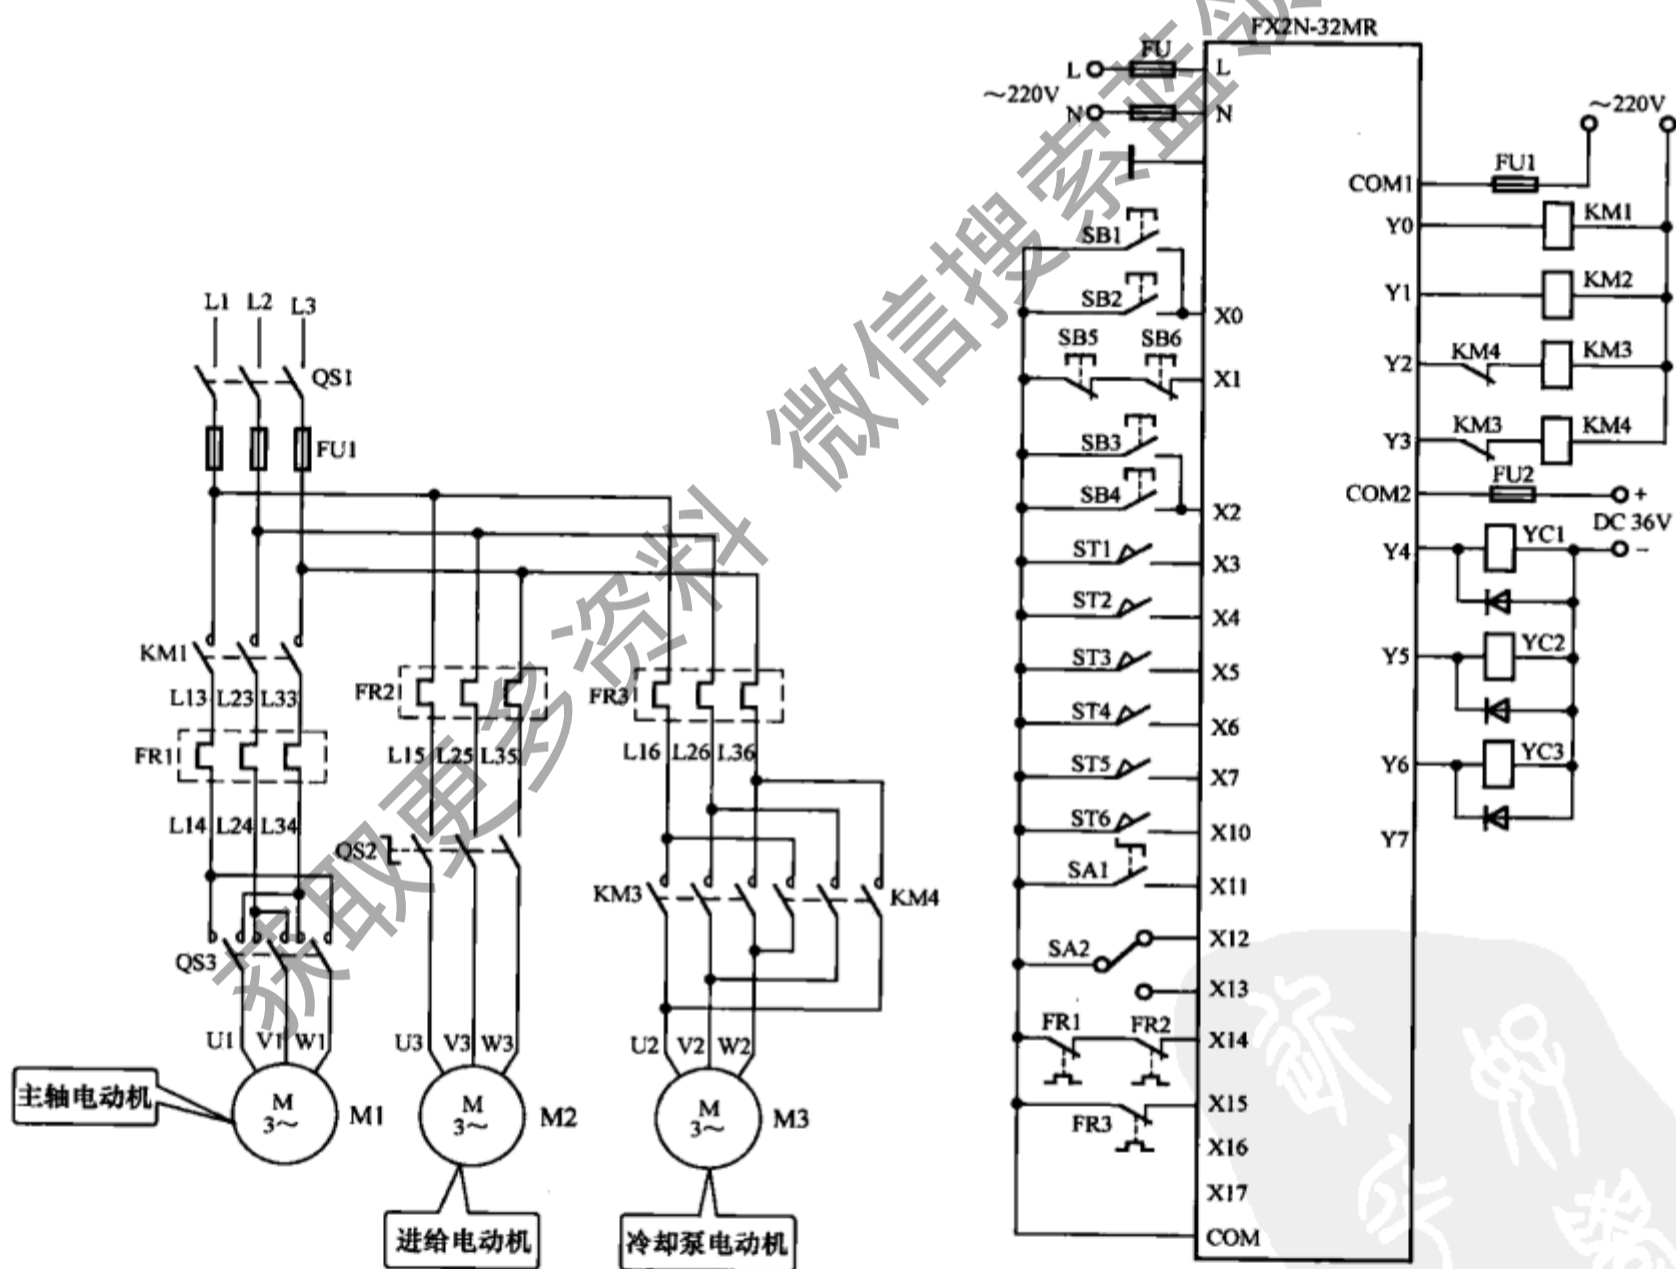 L1 L2 L3
QS1
FU1
KM1
L13 L23 L33
FR1
L14 L24 L34
QS3
U1 V1 W1
M
3～
M1
主轴电动机
FR2
L15 L25 L35
QS2
U3 V3 W3
M
3～
M2
进给电动机
FR3
L16 L26 L36
KM3
KM4
U2 V2 W2
M
3～
M3
冷却泵电动机
FX2N-32MR
～220V
L
FU
L
N
N
SB1
SB2
X0
SB5 SB6
X1
SB3
SB4
X2
ST1
X3
ST2
X4
ST3
X5
ST4
X6
ST5
X7
ST6
X10
SA1
X11
SA2
X12
X13
FR1 FR2
X14
FR3
X15
X16
X17
COM
～220V
COM1
FU1
Y0
KM1
Y1
KM2
Y2
KM4
KM3
Y3
KM3
KM4
COM2
FU2
+
DC 36V
−
Y4
YC1
Y5
YC2
Y6
YC3
Y7
获取更多资料 微信搜索蓝领